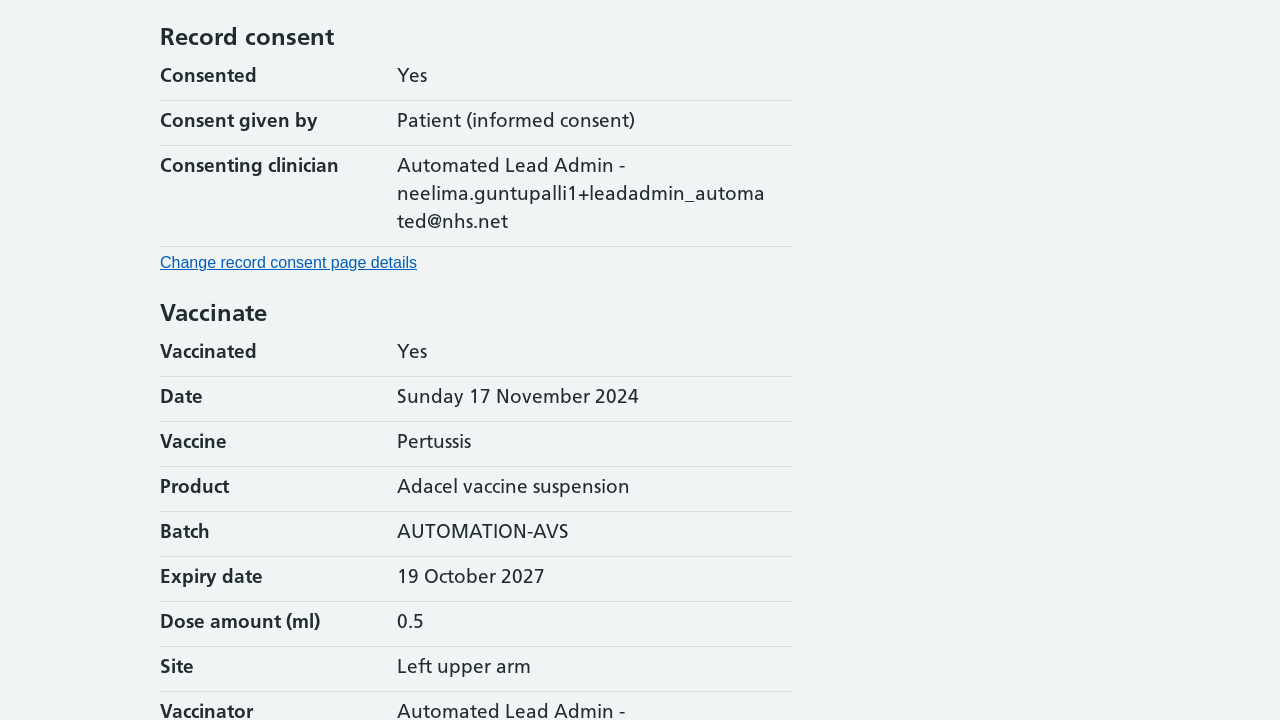 Record consent
Consented Yes
Consent given by Patient (informed consent)
Consenting clinician Automated Lead Admin -
neelima.guntupalli1+leadadmin_automa
ted@nhs.net
Change record consent page details
Vaccinate
Vaccinated Yes
Date Sunday 17 November 2024
Vaccine Pertussis
Product Adacel vaccine suspension
Batch AUTOMATION-AVS
Expiry date 19 October 2027
Dose amount (ml) 0.5
Site Left upper arm
Vaccinator Automated Lead Admin -